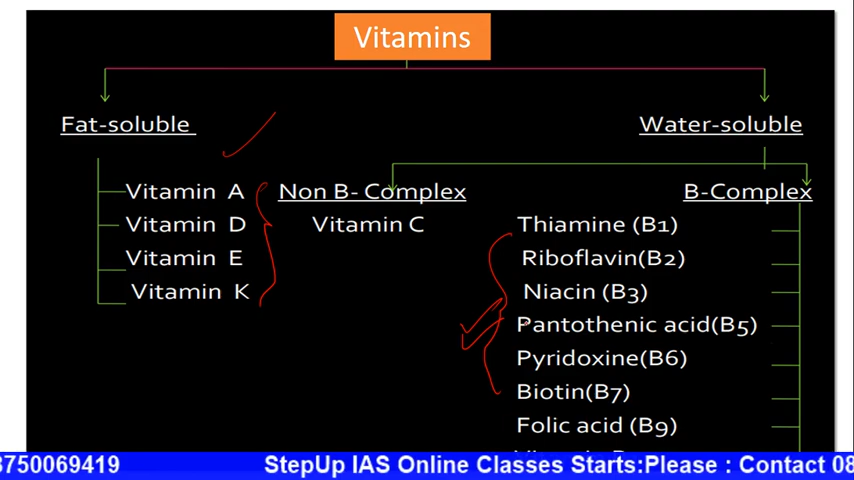 Vitamins
Fat-soluble
Water-soluble
Vitamin A
Non B- Complex
B-Complex
Vitamin D
Vitamin C
Thiamine (B1)
Vitamin E
Riboflavin(B2)
Vitamin K
Niacin (B3)
Pantothenic acid(B5)
Pyridoxine(B6)
Biotin(B7)
Folic acid (B9)
3750069419 StepUp IAS Online Classes Starts:Please : Contact 08